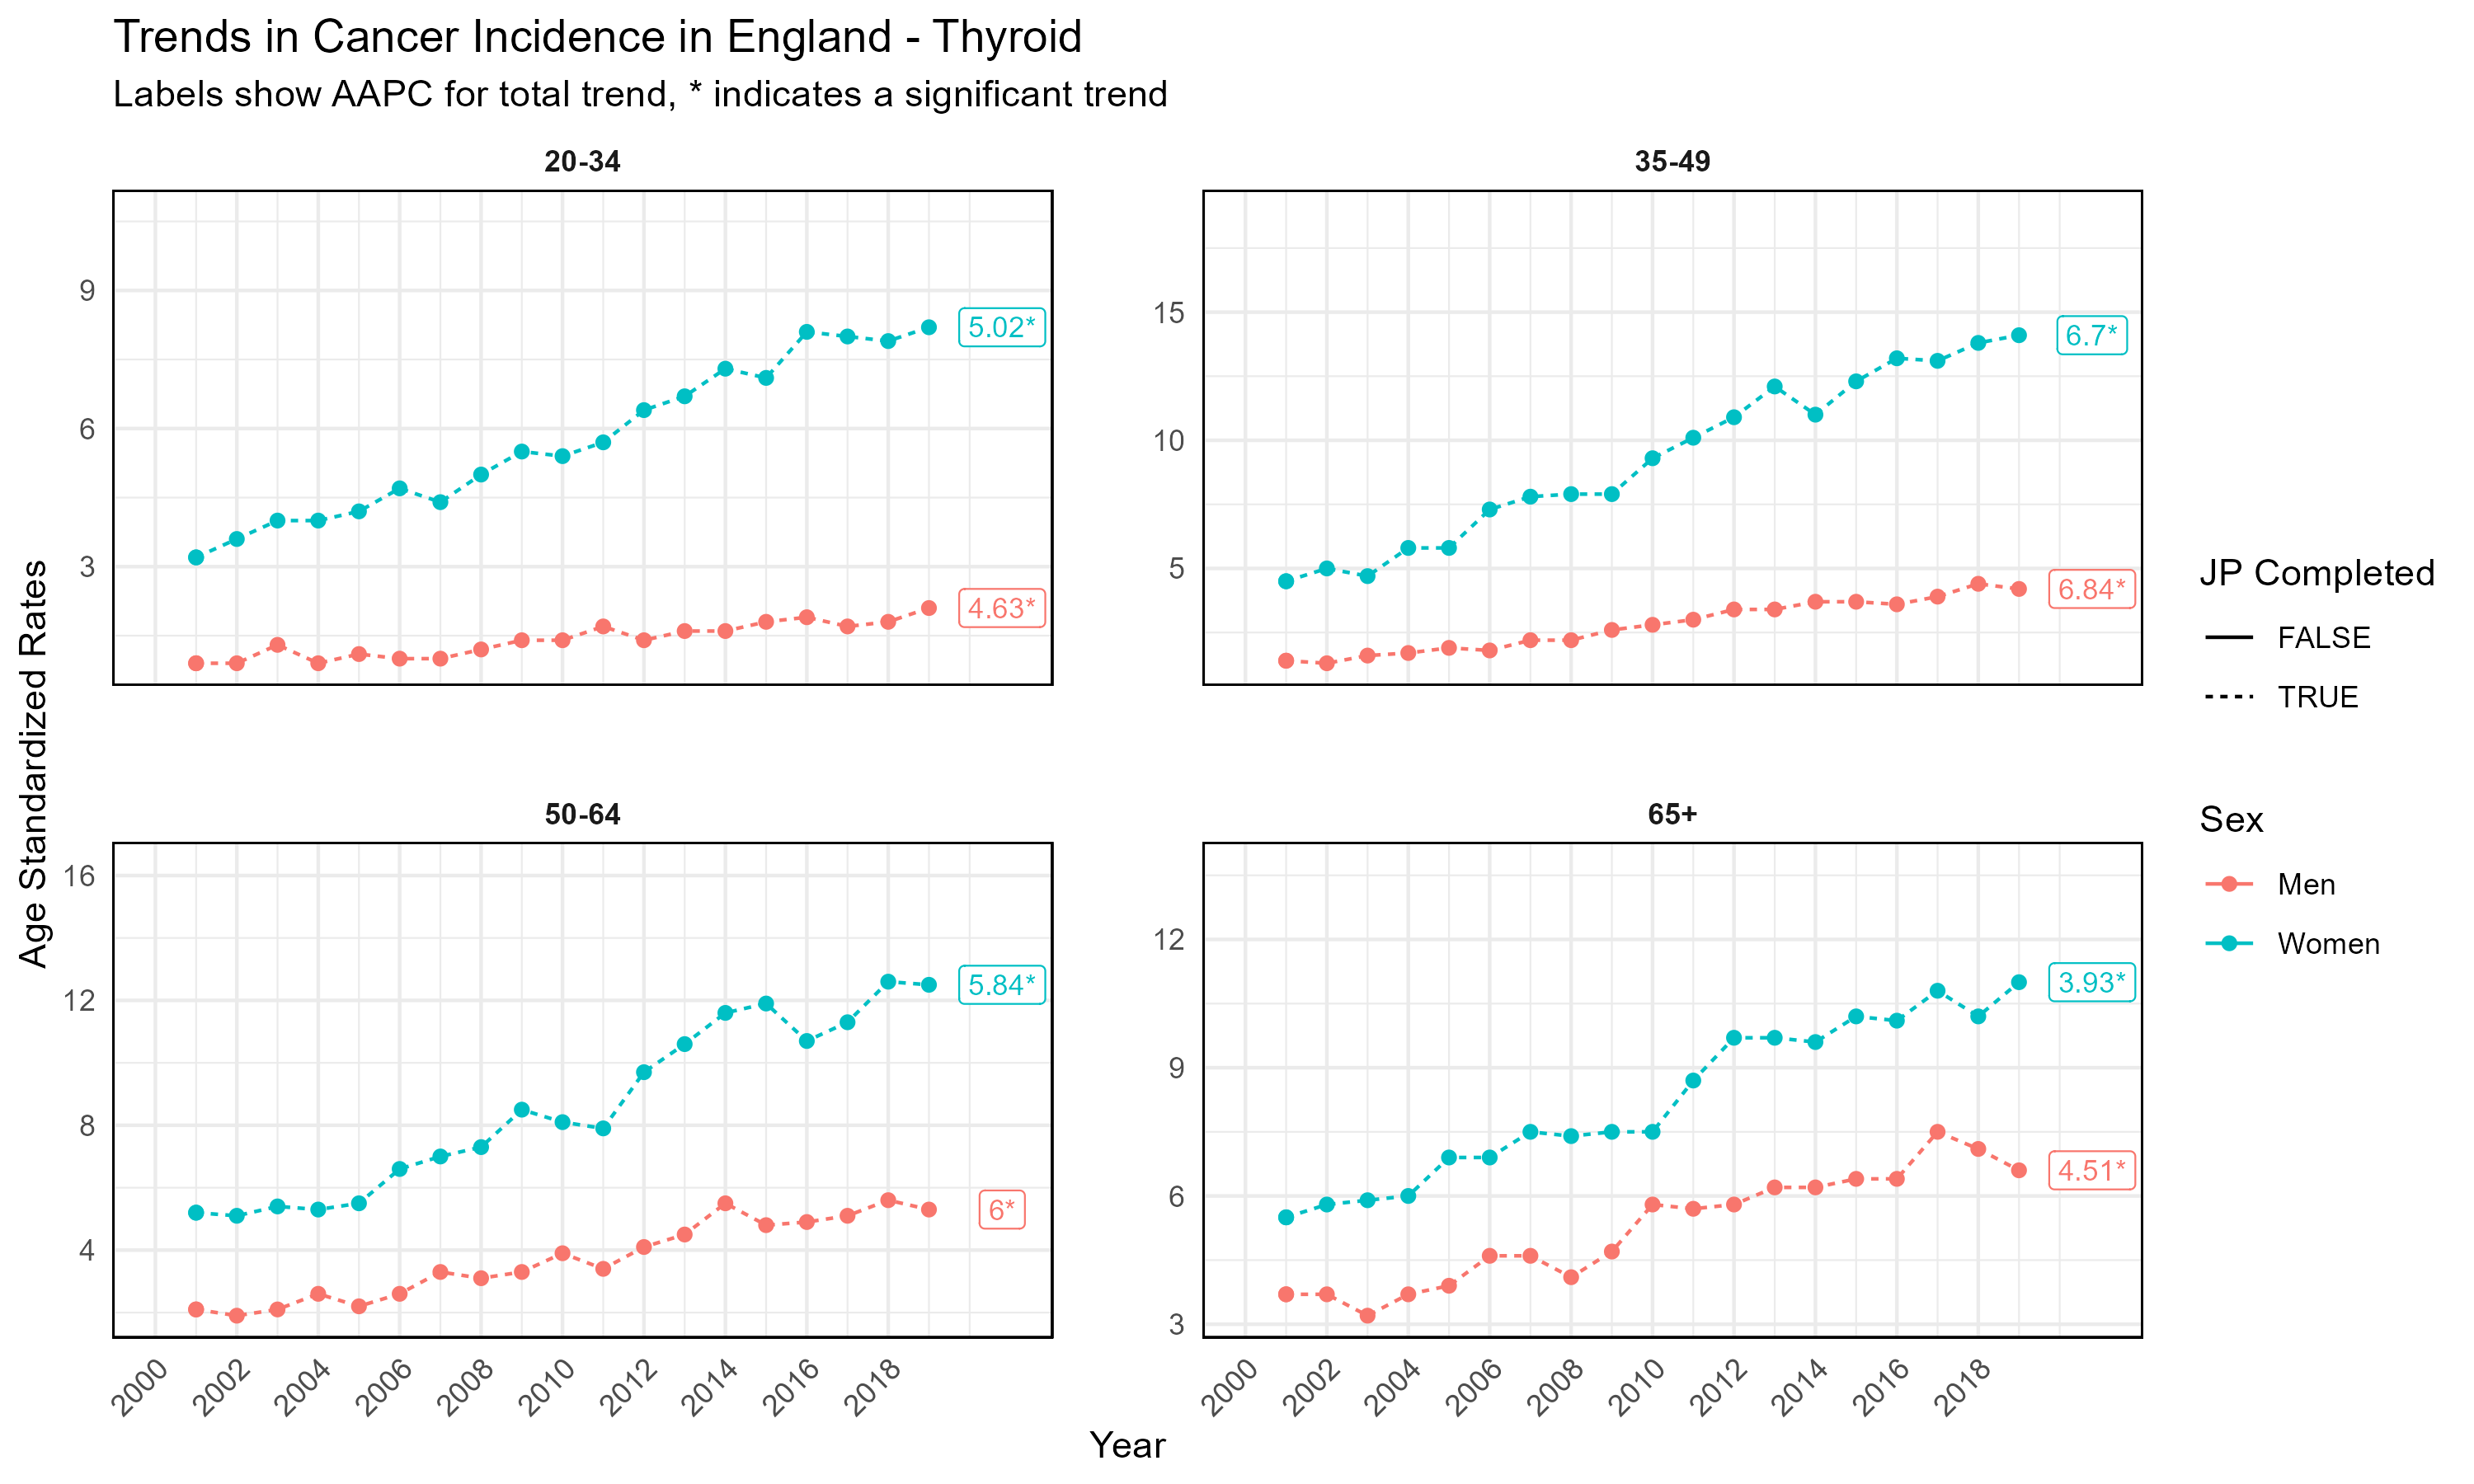 Trends in Cancer Incidence in England - Thyroid
Labels show AAPC for total trend, * indicates a significant trend
20-34
9
6
3
5.02*
4.63*
35-49
15
10
5
6.7*
6.84*
50-64
16
12
8
4
5.84*
6*
65+
12
9
6
3
3.93*
4.51*
2000 2002 2004 2006 2008 2010 2012 2014 2016 2018
2000 2002 2004 2006 2008 2010 2012 2014 2016 2018
Year
Age Standardized Rates
JP Completed
FALSE
TRUE
Sex
Men
Women